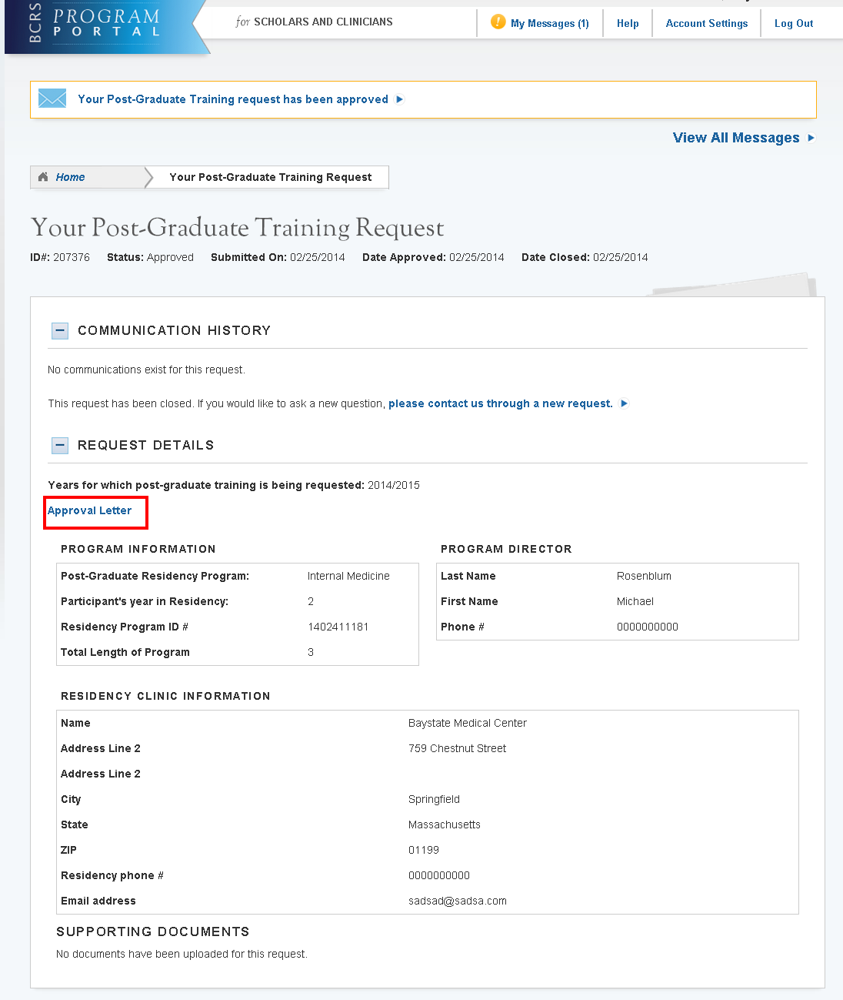 BCRS PROGRAM PORTAL
for SCHOLARS AND CLINICIANS
! My Messages (1) Help Account Settings Log Out
Your Post-Graduate Training request has been approved
View All Messages
Home Your Post-Graduate Training Request
Your Post-Graduate Training Request
ID#: 207376 Status: Approved Submitted On: 02/25/2014 Date Approved: 02/25/2014 Date Closed: 02/25/2014
COMMUNICATION HISTORY
No communications exist for this request.
This request has been closed. If you would like to ask a new question, please contact us through a new request.
REQUEST DETAILS
Years for which post-graduate training is being requested: 2014/2015
Approval Letter
PROGRAM INFORMATION
Post-Graduate Residency Program: Internal Medicine
Participant's year in Residency: 2
Residency Program ID # 1402411181
Total Length of Program 3
PROGRAM DIRECTOR
Last Name Rosenblum
First Name Michael
Phone # 0000000000
RESIDENCY CLINIC INFORMATION
Name Baystate Medical Center
Address Line 2 759 Chestnut Street
Address Line 2
City Springfield
State Massachusetts
ZIP 01199
Residency phone # 0000000000
Email address sadsad@sadsa.com
SUPPORTING DOCUMENTS
No documents have been uploaded for this request.